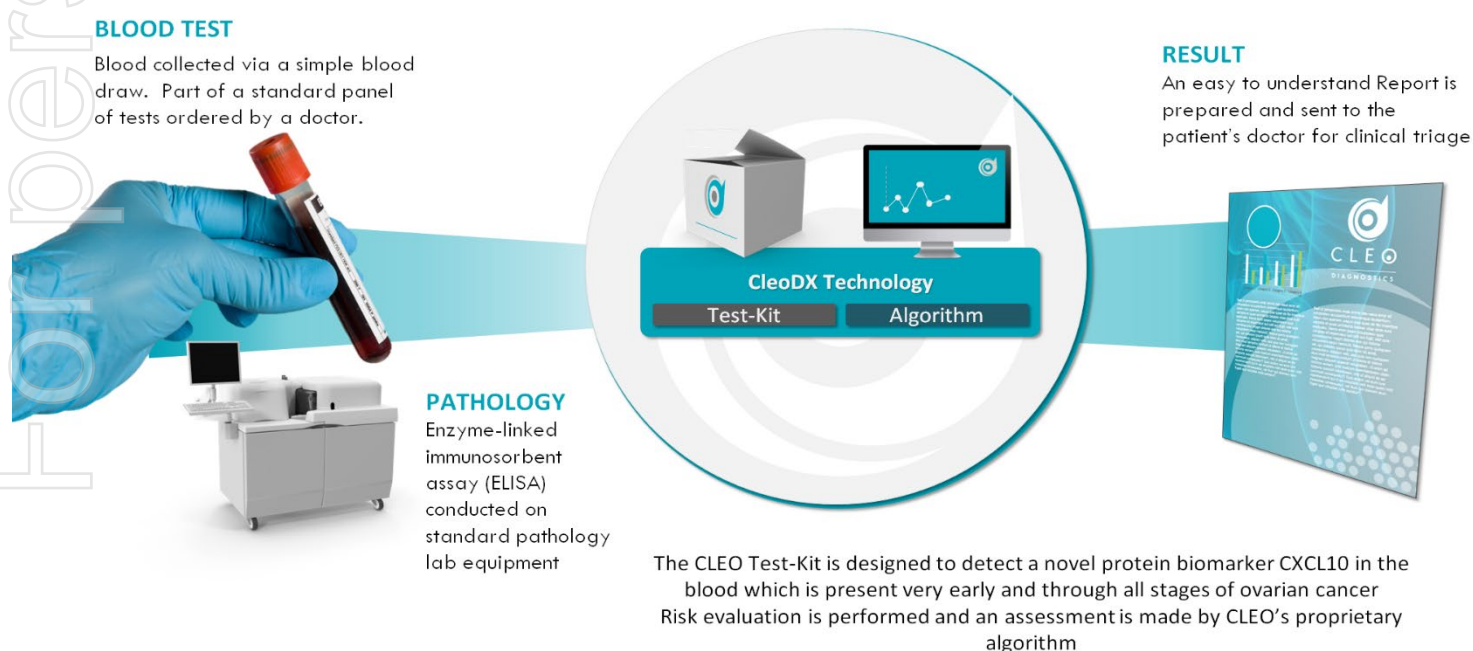 For pers
BLOOD TEST
Blood collected via a simple blood
draw. Part of a standard panel
of tests ordered by a doctor.
PATHOLOGY
Enzyme-linked
immunosorbent
assay (ELISA)
conducted on
standard pathology
lab equipment
CleoDX Technology
Test-Kit
Algorithm
RESULT
An easy to understand Report is
prepared and sent to the
patient's doctor for clinical triage
CLEO
DIAGNOSTICS
The CLEO Test-Kit is designed to detect a novel protein biomarker CXCL10 in the
blood which is present very early and through all stages of ovarian cancer
Risk evaluation is performed and an assessment is made by CLEO's proprietary
algorithm